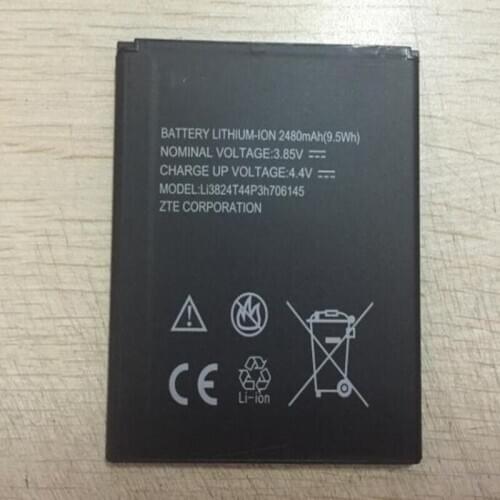 BATTERY LITHIUM-ION 2480mAh(9.5Wh)
NOMINAL VOLTAGE:3.85V
CHARGE UP VOLTAGE:4.4V
MODEL:Li3824T44P3h706145
ZTE CORPORATION
CE
Li-ion